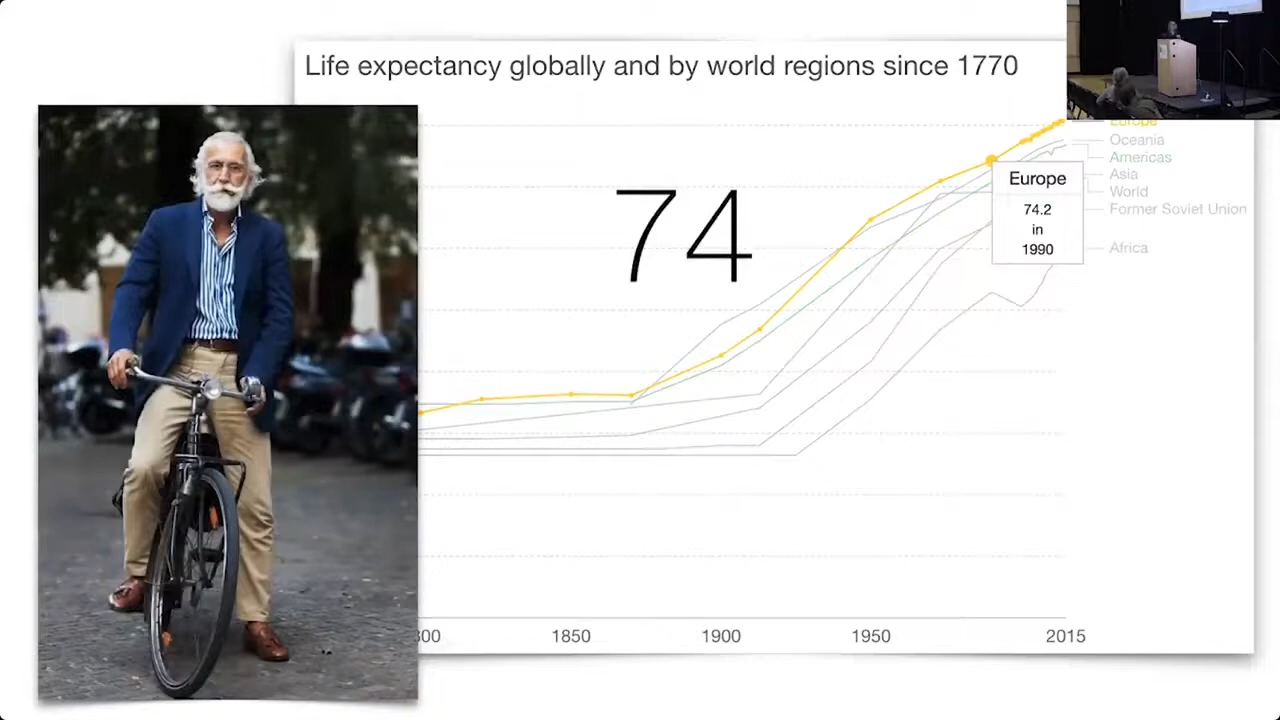 Life expectancy globally and by world regions since 1770
74
Europe
Oceania
Americas
Asia
World
Former Soviet Union
Africa
Europe
74.2
in
1990
1850
1900
1950
2015